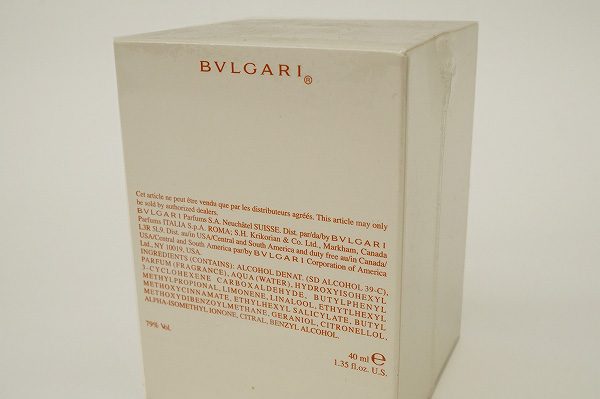 BVLGARI®
Cet article ne peut être vendu que par les distributeurs agréés. This article may only
be sold by authorized dealers.
BVLGARI Parfums S.A. Neuchâtel SUISSE. Dist. par/da/by BVLGARI
Parfums ITALIA S.p.A. ROMA; S.H. Krikorian & Co. Ltd., Markham, Canada
L3R 5L9. Dist au/in USA/Central and South America and duty free au/in Canada/
USA/Central and South America par/by BVLGARI Corporation of America
Ltd., NY 10019, USA.
INGREDIENTS (CONTAINS): ALCOHOL DENAT. (SD ALCOHOL 39-C),
PARFUM (FRAGRANCE), AQUA (WATER), HYDROXYISOHEXYL
3-CYCLOHEXENE CARBOXALDEHYDE, BUTYLPHENYL
METHYLPROPIONAL, LIMONENE, LINALOOL, ETHYTLHEXYL
METHOXYCINNAMATE, ETHYLHEXYL SALICYLATE, BUTYL
METHOXYDIBENZOYLMETHANE, GERANIOL, CITRONELLOL,
ALPHA-ISOMETHYL IONONE, CITRAL, BENZYL ALCOHOL.
79% Vol.
40 ml ℮
1.35 fl.oz. U.S.